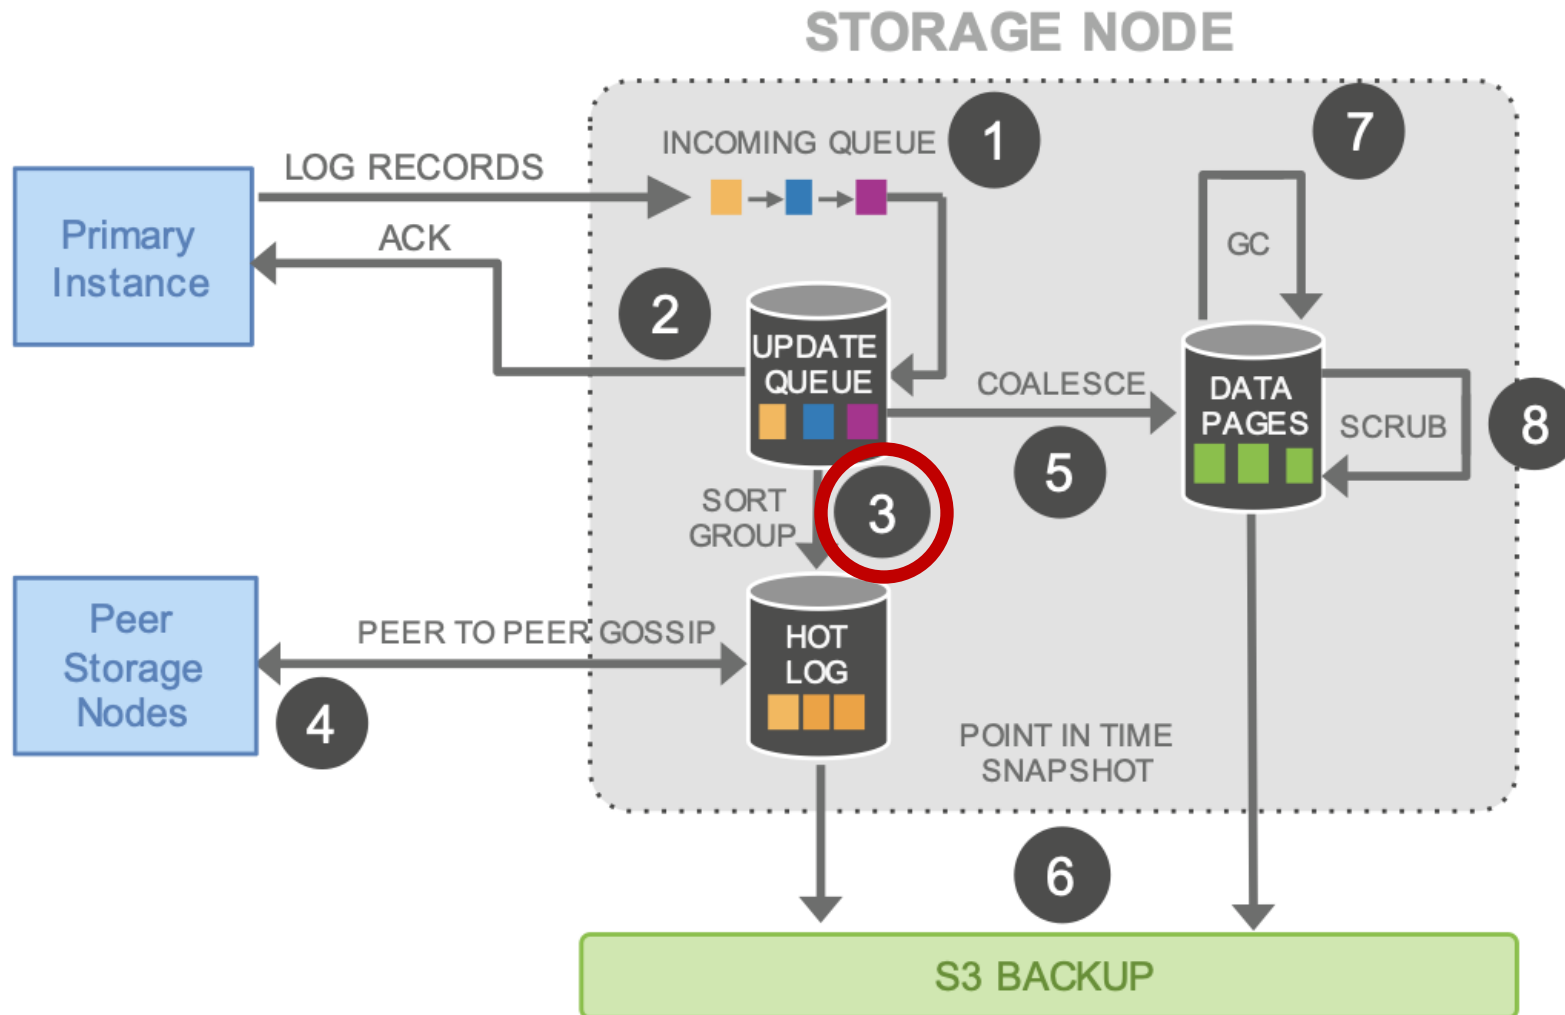 STORAGE NODE
INCOMING QUEUE
1
7
LOG RECORDS
ACK
Primary
Instance
GC
2
UPDATE
QUEUE
COALESCE
DATA
PAGES
SCRUB
8
5
SORT
GROUP
3
Peer
Storage
Nodes
PEER TO PEER GOSSIP
HOT
LOG
4
POINT IN TIME
SNAPSHOT
6
S3 BACKUP